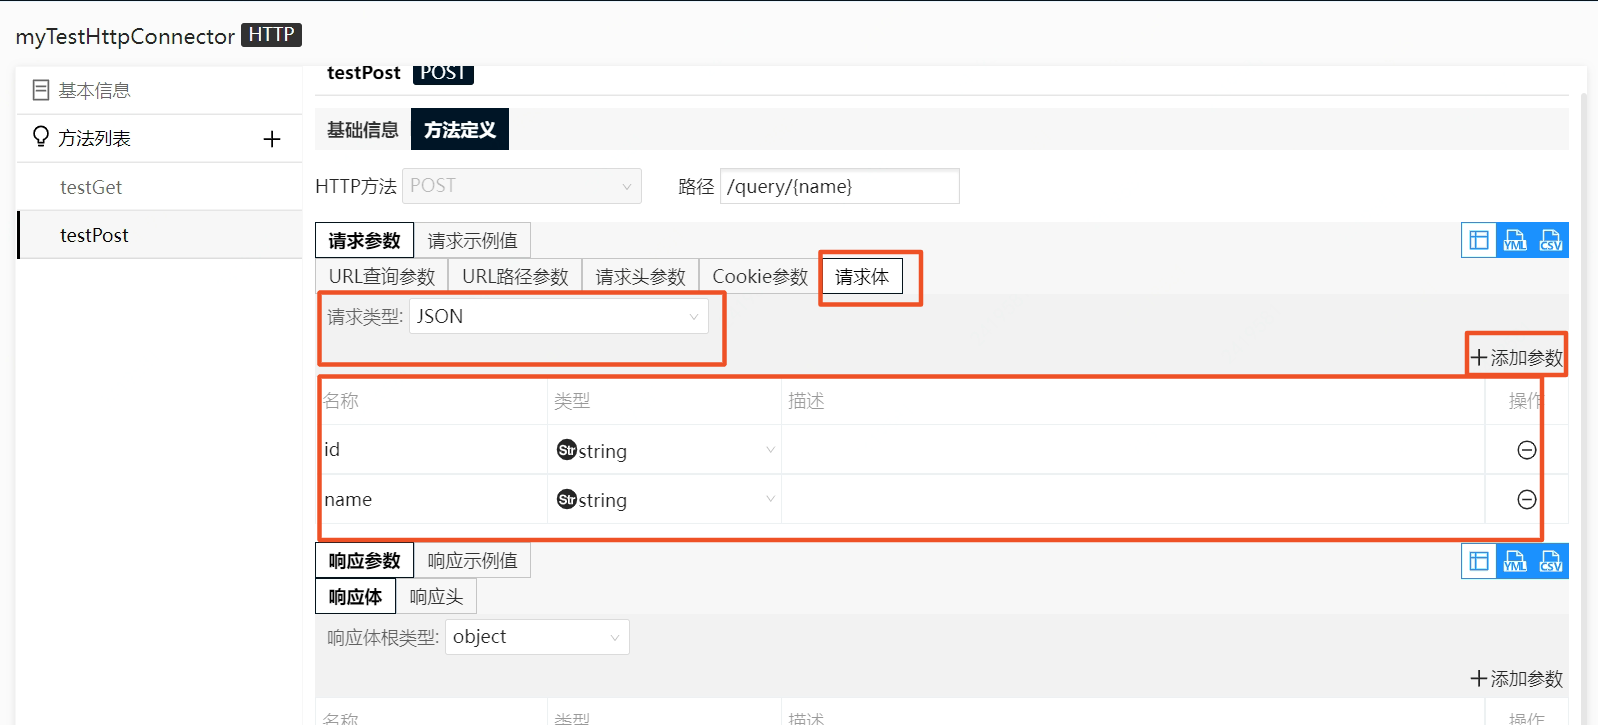 myTestHttpConnector HTTP
基本信息
方法列表
testGet
testPost
testPost POST
基础信息 方法定义
HTTP方法 POST 路径 /query/{name}
请求参数 请求示例值 YML CSV
URL查询参数 URL路径参数 请求头参数 Cookie参数 请求体
请求类型: JSON
添加参数
名称 类型 描述 操作
id Str string
name Str string
响应参数 响应示例值 YML CSV
响应体 响应头
响应体根类型: object
添加参数
名称 类型 描述 操作